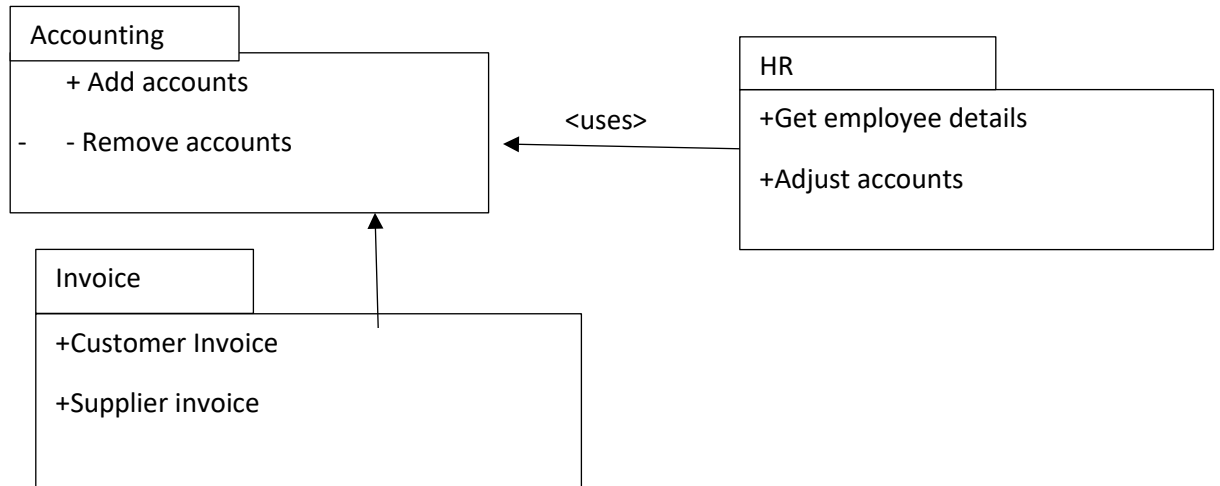 Accounting
+ Add accounts
- - Remove accounts
<uses>
HR
+Get employee details
+Adjust accounts
Invoice
+Customer Invoice
+Supplier invoice